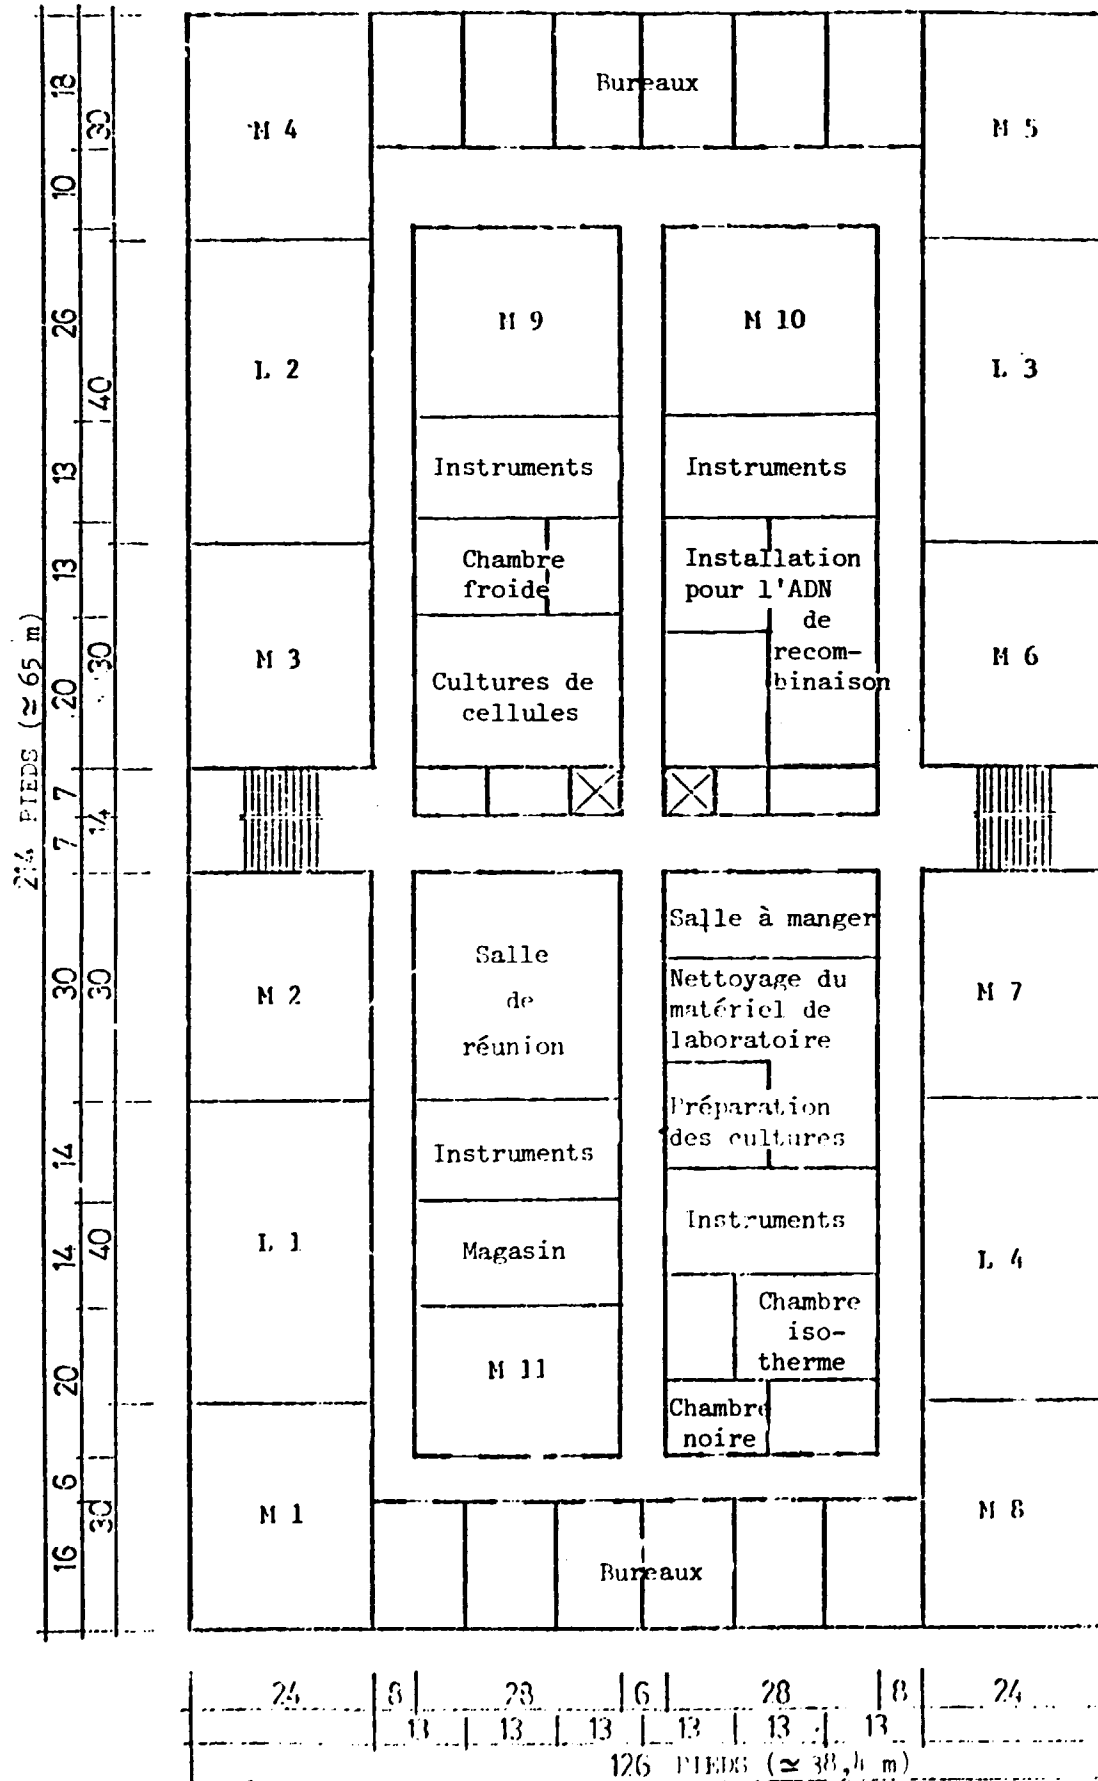 Bureaux
M 4
M 5
M 9
M 10
L 2
L 3
Instruments
Instruments
Chambre
froide
Installation
pour l'ADN
de
recom-
binaison
M 3
M 6
Cultures de
cellules
Salle à manger
Salle
de
réunion
Nettoyage du
matériel de
laboratoire
M 2
M 7
Préparation
des cultures
Instruments
Instruments
L 1
Magasin
L 4
Chambre
iso-
therme
M 11
Chambre
noire
M 1
M 8
Bureaux
214 PIEDS (≃ 65 m)
18
10
26
13
13
20
7
7
30
14
14
20
6
16
30
40
30
14
30
40
30
24 8 28 6 28 8 24
13 13 13 13 13 13
126 PIEDS (≃ 38,4 m)